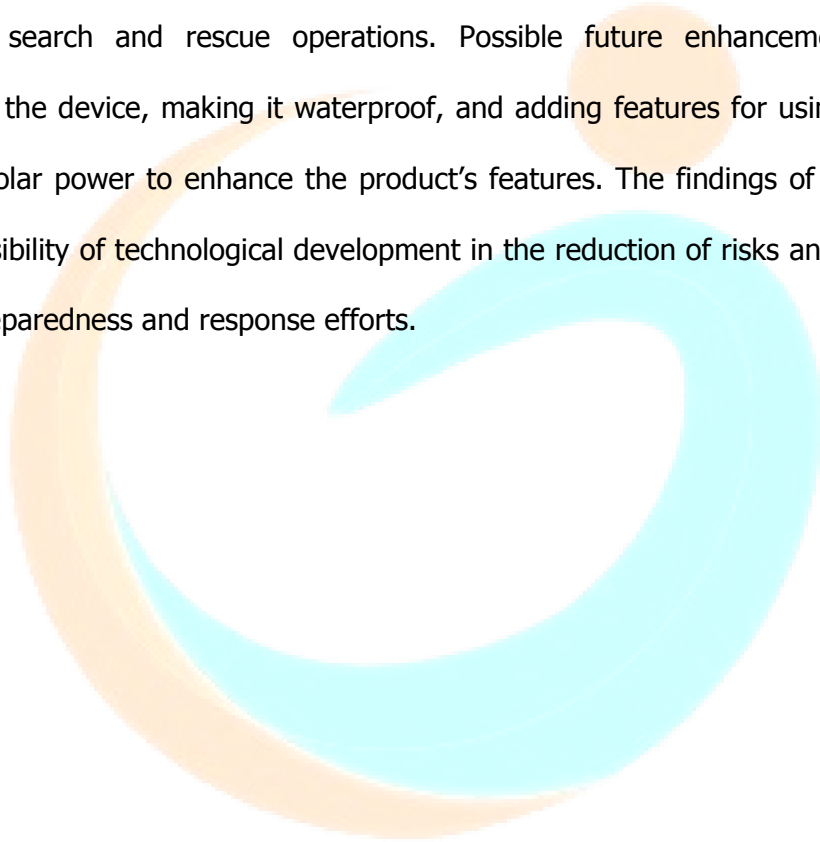 search and rescue operations. Possible future enhanceme
the device, making it waterproof, and adding features for usin
olar power to enhance the product’s features. The findings of
sibility of technological development in the reduction of risks an
eparedness and response efforts.